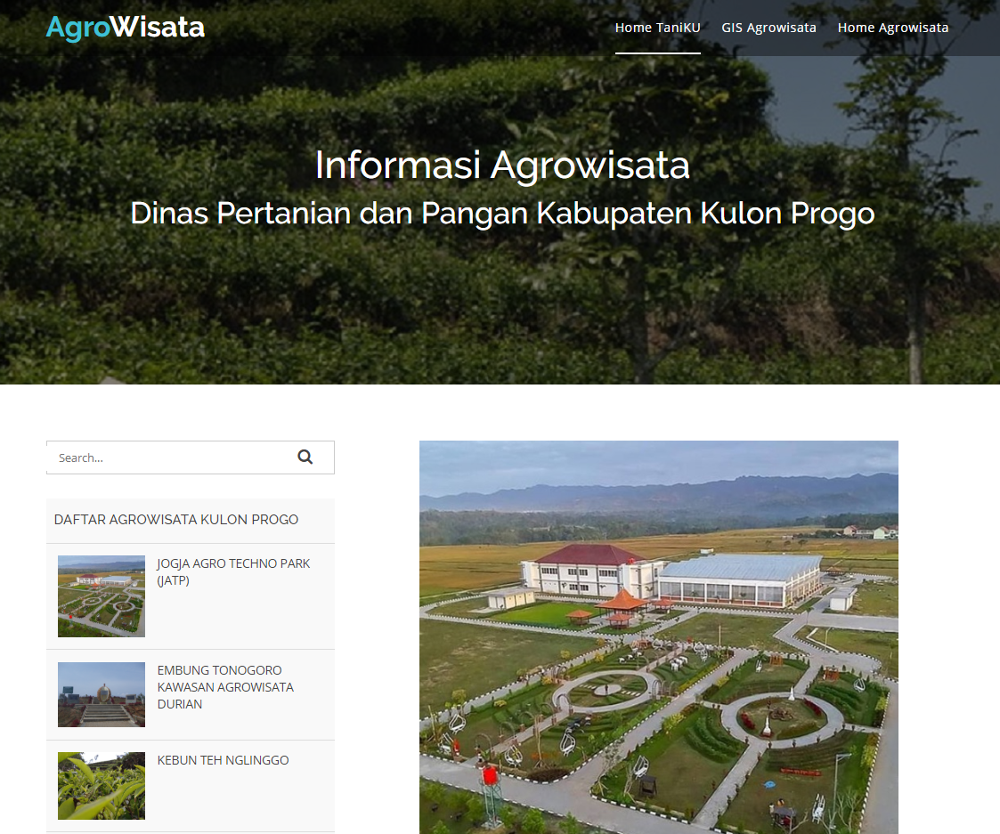 AgroWisata
Home TaniKU
GIS Agrowisata
Home Agrowisata
Informasi Agrowisata
Dinas Pertanian dan Pangan Kabupaten Kulon Progo
Search...
DAFTAR AGROWISATA KULON PROGO
JOGJA AGRO TECHNO PARK
(JATP)
EMBUNG TONOGORO
KAWASAN AGROWISATA
DURIAN
KEBUN TEH NGLINGGO